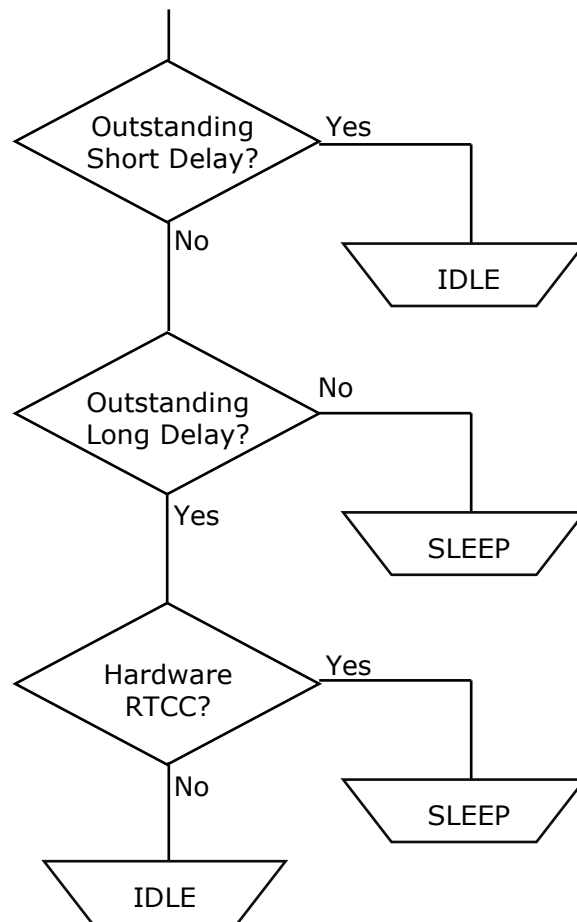 Outstanding
Short Delay?
Yes
No
IDLE
Outstanding
Long Delay?
No
Yes
SLEEP
Hardware
RTCC?
Yes
No
SLEEP
IDLE